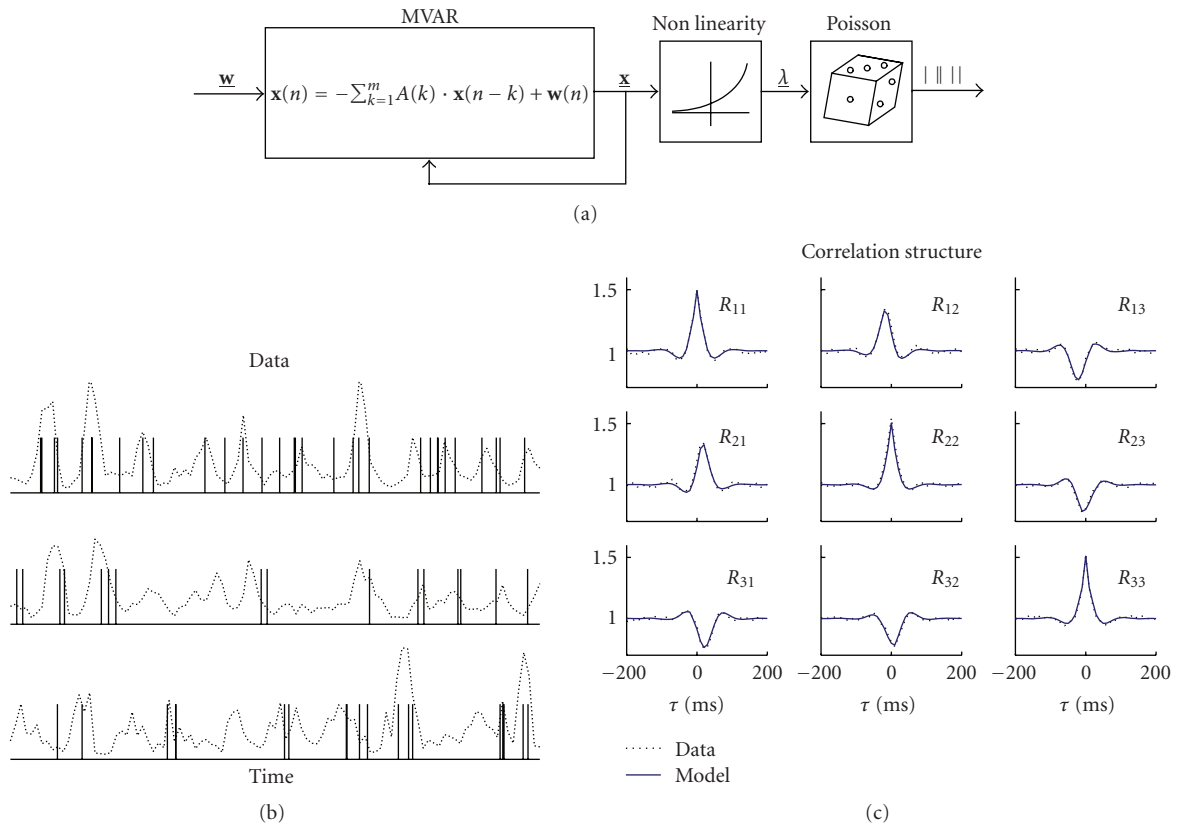 MVAR
Non linearity
Poisson
w
x(n) = −∑ᵐₖ₌₁ A(k) · x(n − k) + w(n)
x
λ
(a)
Data
Time
(b)
Correlation structure
1.5
1
R₁₁
R₁₂
R₁₃
1.5
1
R₂₁
R₂₂
R₂₃
1.5
1
R₃₁
R₃₂
R₃₃
−200 0 200
−200 0 200
−200 0 200
τ (ms)
τ (ms)
τ (ms)
Data
Model
(c)